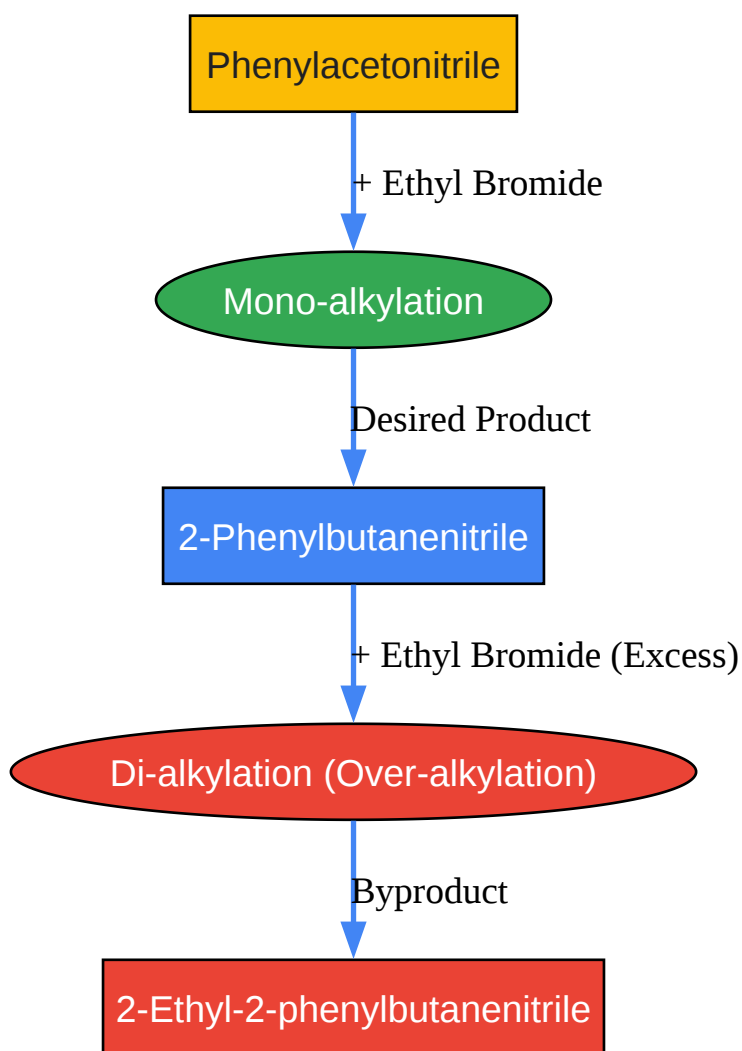 Phenylacetonitrile
+ Ethyl Bromide
Mono-alkylation
Desired Product
2-Phenylbutanenitrile
+ Ethyl Bromide (Excess)
Di-alkylation (Over-alkylation)
Byproduct
2-Ethyl-2-phenylbutanenitrile